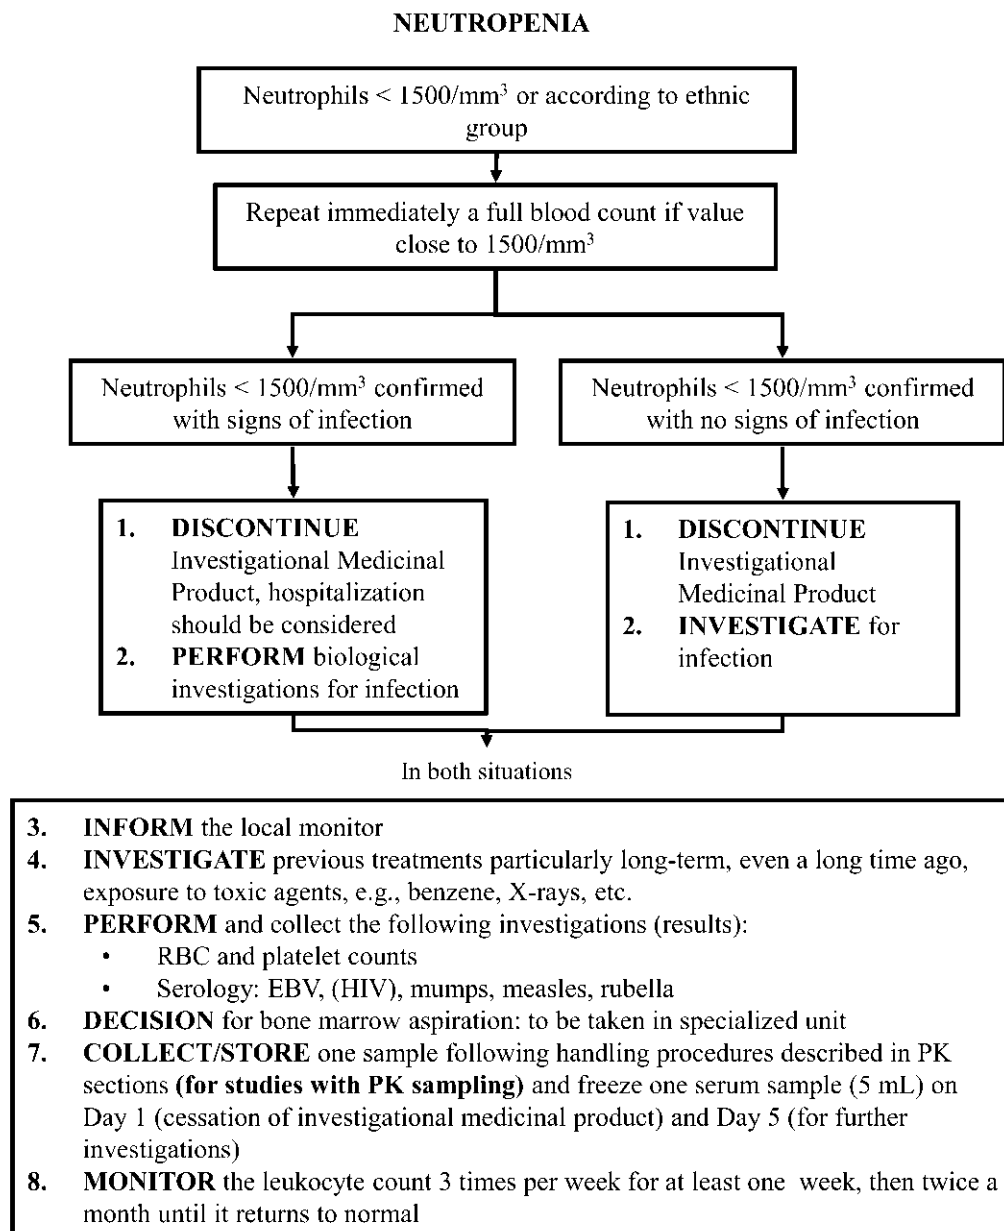 NEUTROPENIA
Neutrophils < 1500/mm³ or according to ethnic
group
Repeat immediately a full blood count if value
close to 1500/mm³
Neutrophils < 1500/mm³ confirmed
with signs of infection
Neutrophils < 1500/mm³ confirmed
with no signs of infection
1. DISCONTINUE
Investigational Medicinal
Product, hospitalization
should be considered
2. PERFORM biological
investigations for infection
1. DISCONTINUE
Investigational
Medicinal Product
2. INVESTIGATE for
infection
In both situations
3. INFORM the local monitor
4. INVESTIGATE previous treatments particularly long-term, even a long time ago,
exposure to toxic agents, e.g., benzene, X-rays, etc.
5. PERFORM and collect the following investigations (results):
• RBC and platelet counts
• Serology: EBV, (HIV), mumps, measles, rubella
6. DECISION for bone marrow aspiration: to be taken in specialized unit
7. COLLECT/STORE one sample following handling procedures described in PK
sections (for studies with PK sampling) and freeze one serum sample (5 mL) on
Day 1 (cessation of investigational medicinal product) and Day 5 (for further
investigations)
8. MONITOR the leukocyte count 3 times per week for at least one week, then twice a
month until it returns to normal